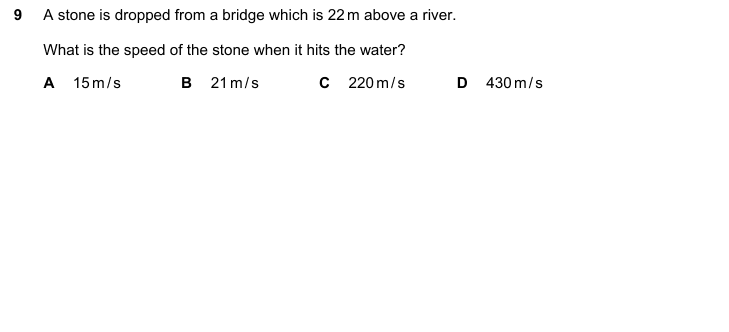 9 A stone is dropped from a bridge which is 22 m above a river.
What is the speed of the stone when it hits the water?
A 15 m / s B 21 m / s C 220 m / s D 430 m / s